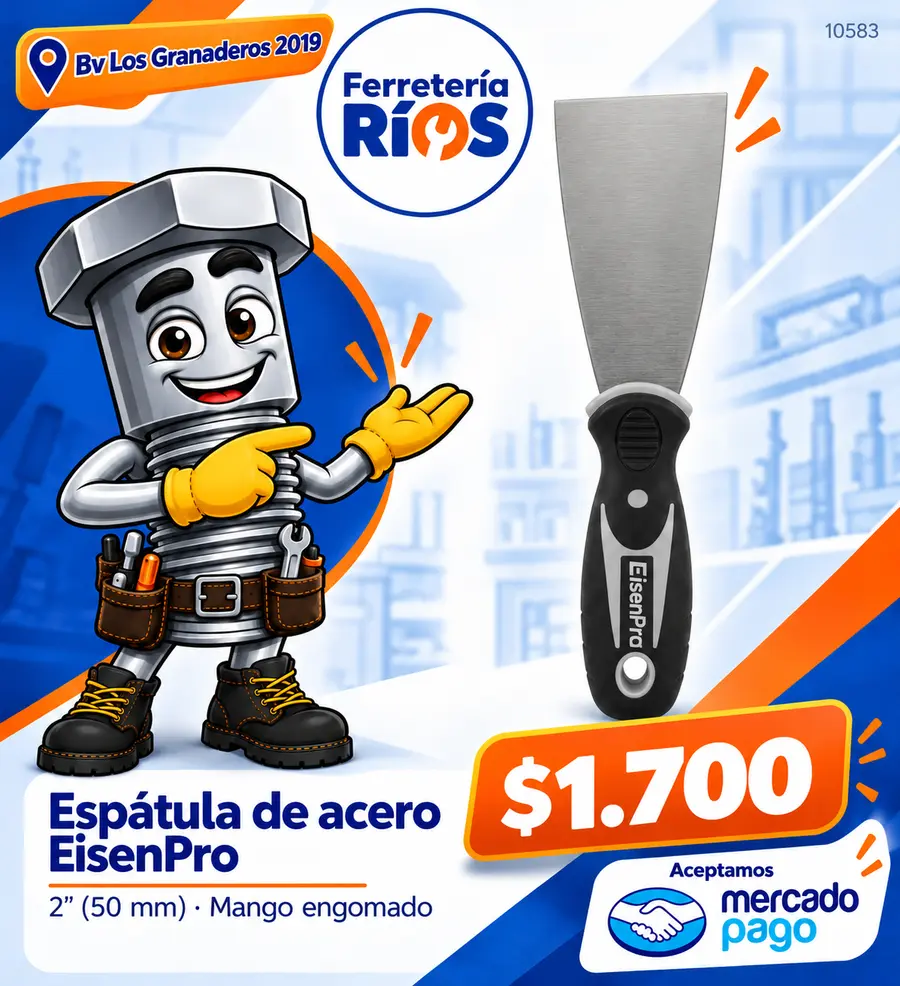 Bv Los Granaderos 2019
Ferretería
RíOS
10583
EisenPro
$1.700
Espátula de acero
EisenPro
2” (50 mm) · Mango engomado
Aceptamos
mercado
pago